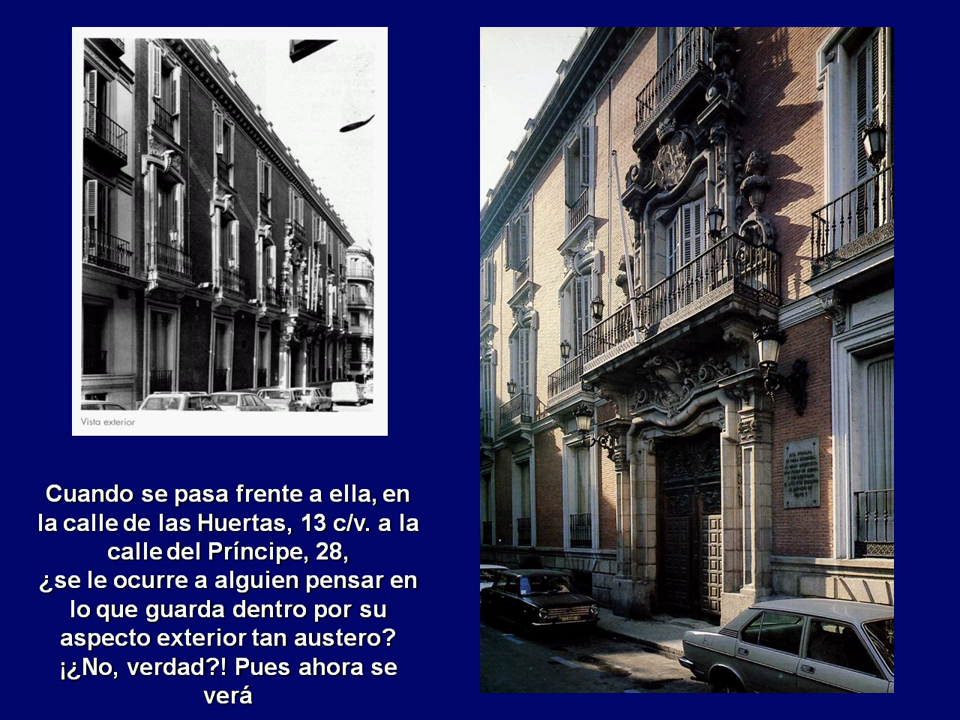 Vista exterior
Cuando se pasa frente a ella, en
la calle de las Huertas, 13 c/v. a la
calle del Príncipe, 28,
¿se le ocurre a alguien pensar en
lo que guarda dentro por su
aspecto exterior tan austero?
¡¿No, verdad?! Pues ahora se
verá